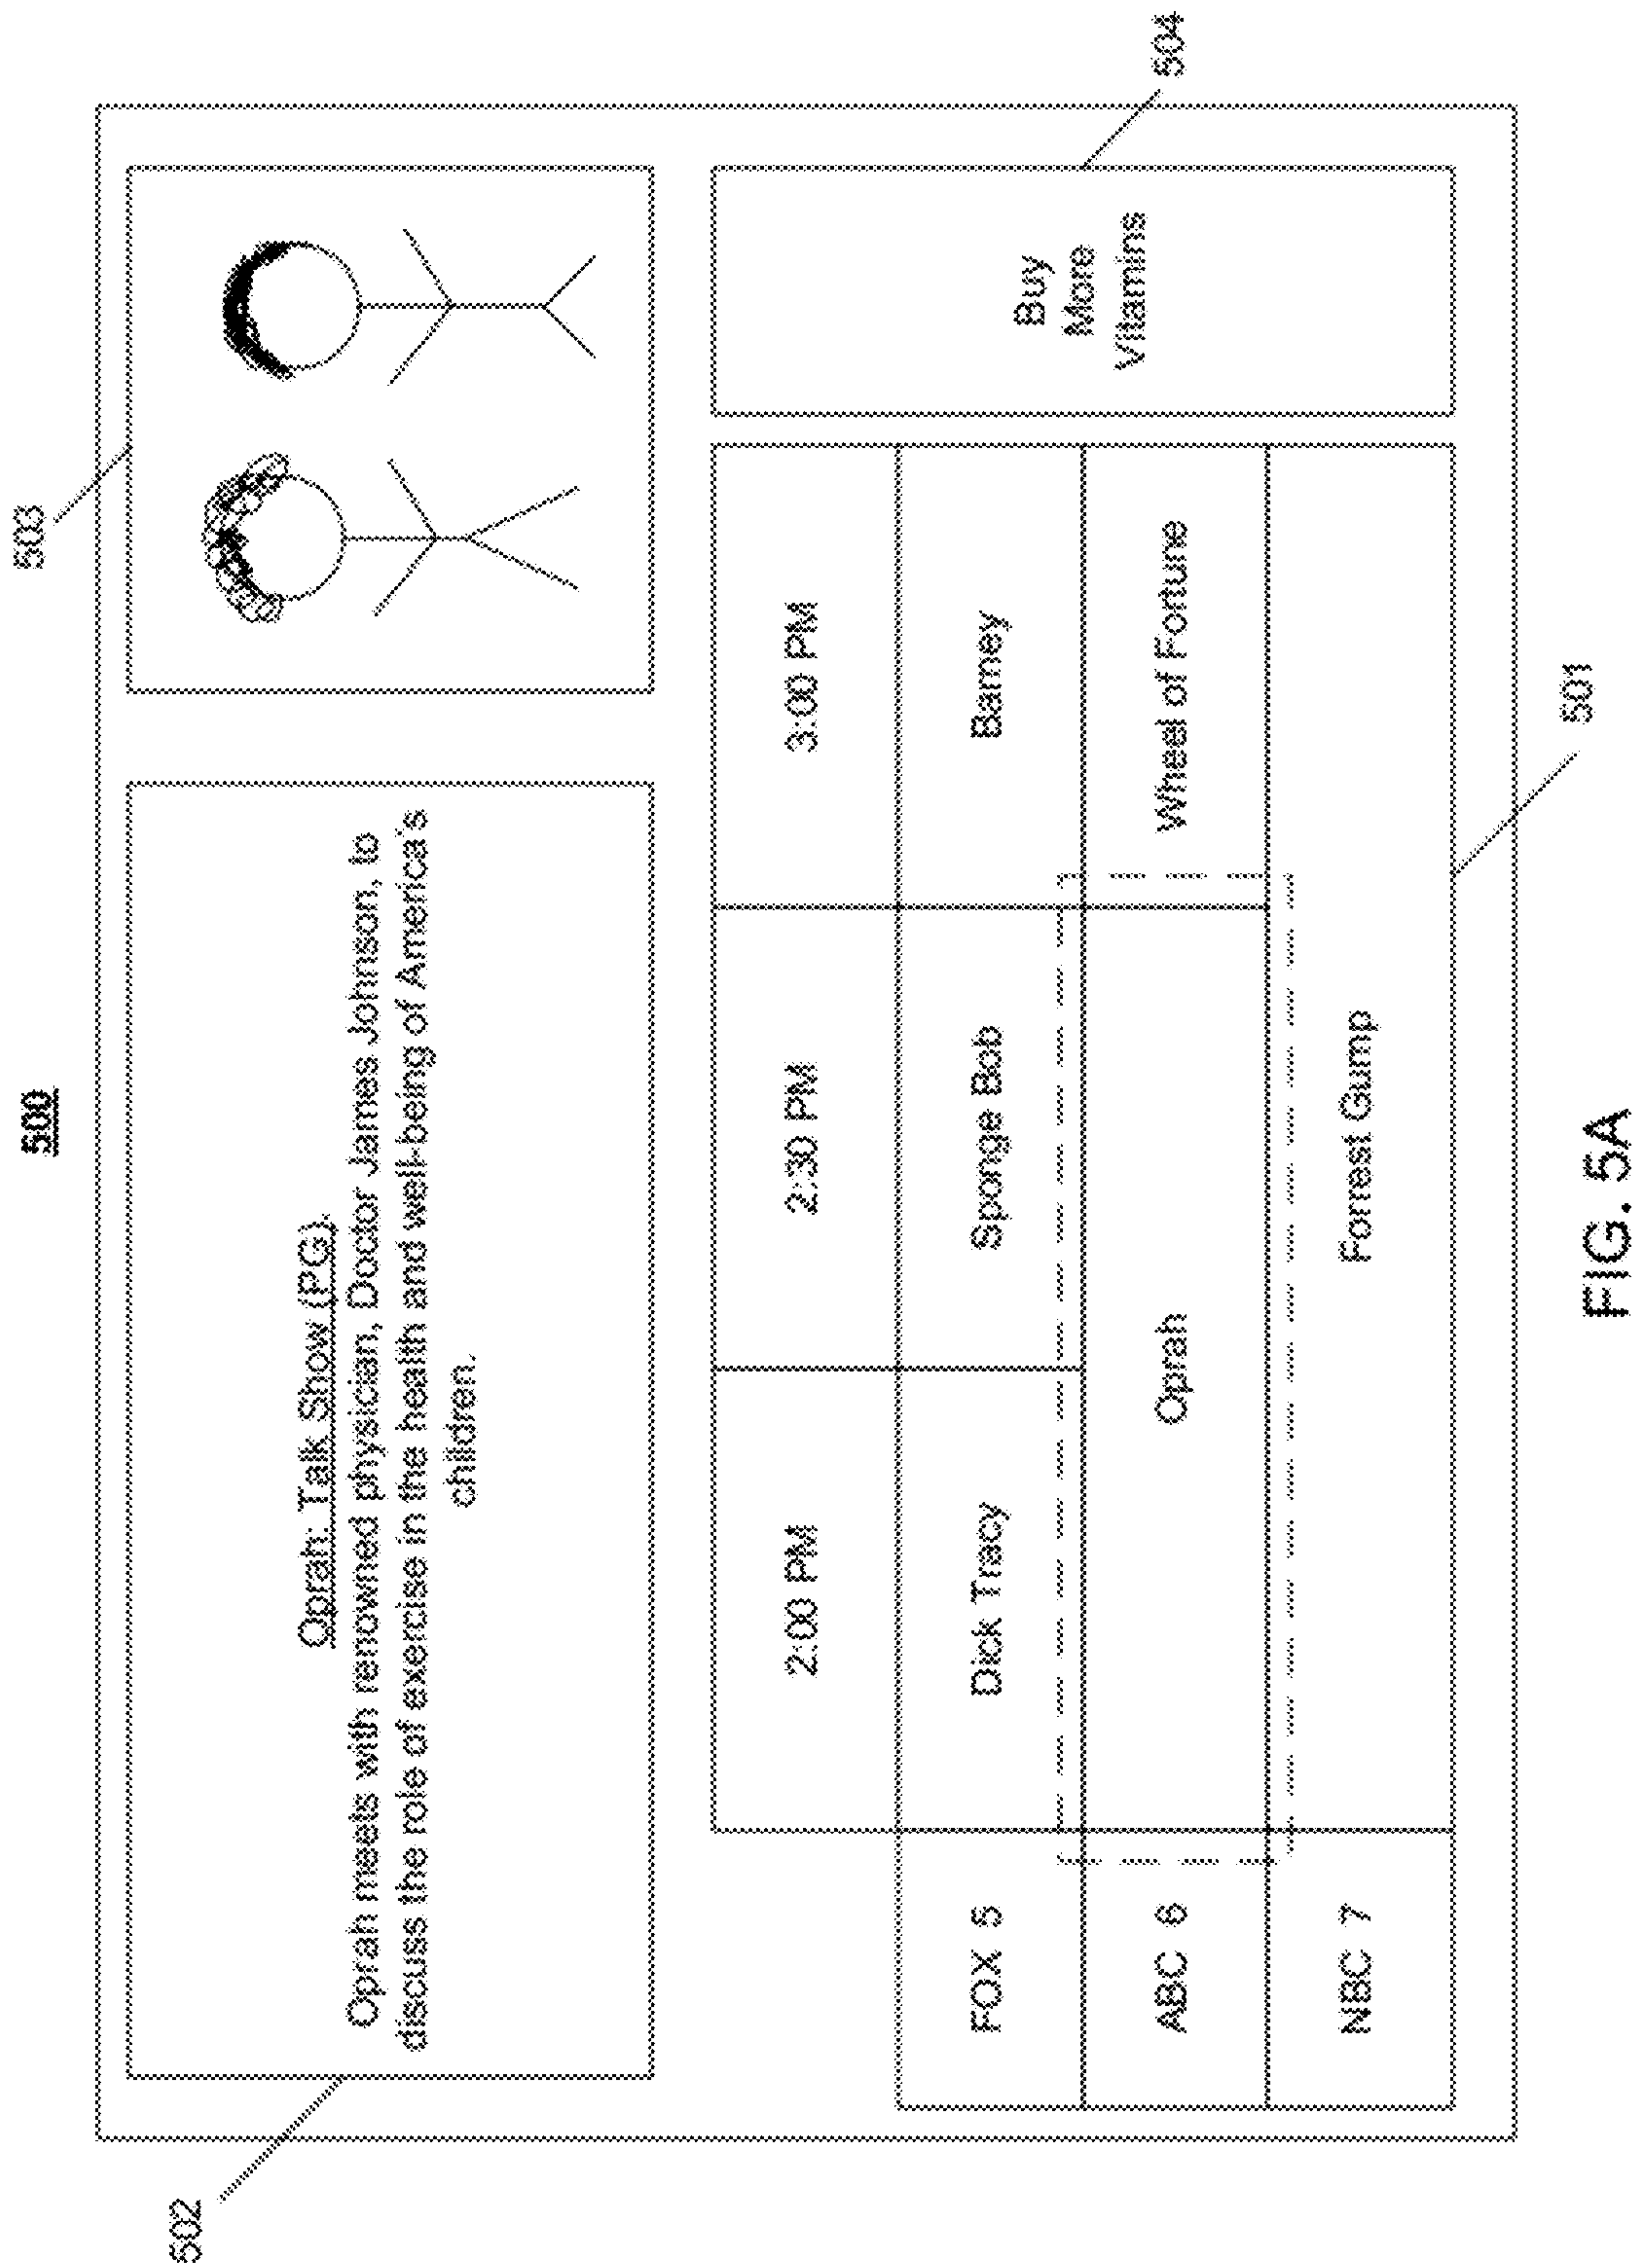 500
503
502
Oprah: Talk Show (PG).
Oprah meets with renowned physician, Doctor James Johnson, to
discuss the role of exercise in the health and well-being of America's
children.
2:00 PM
2:30 PM
3:00 PM
FOX 5
Dick Tracy
Sponge Bob
Barney
ABC 6
Oprah
Wheel of Fortune
NBC 7
Forrest Gump
Buy
More
Vitamins
504
501
FIG. 5A